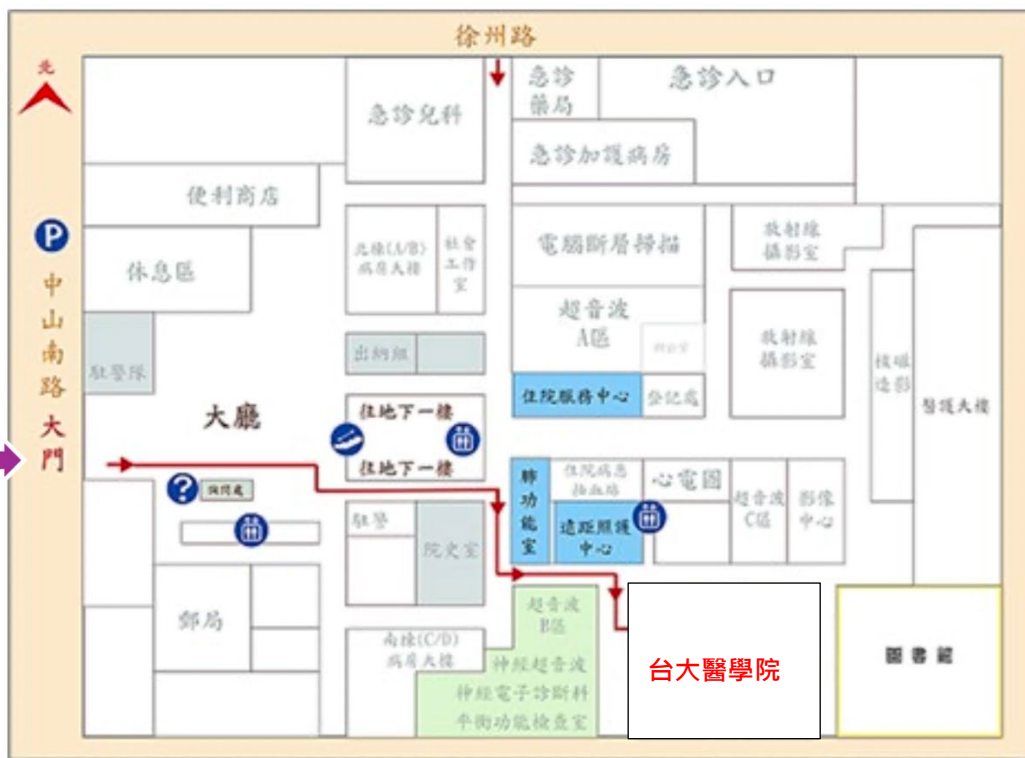 徐州路
北
急診兒科
急診
藥局
急診入口
急診加護病房
便利商店
P
中山南路
大門
休息區
北棟(A/B)
病房大樓
社會
工作
室
電腦斷層掃描
放射線
攝影室
超音波
A區
放射線
攝影室
核磁
造影
醫護大樓
駐警隊
出納組
住院服務中心
登記處
大廳
往地下一樓
往地下一樓
?
詢問處
肺功能室
住院病患
抽血站
心電圖
遠距照護
中心
超音波
C區
影像
中心
駐警
院史室
郵局
南棟(C/D)
病房大樓
超音波
B區
神經超音波
神經電子診斷科
平衡功能檢查室
台大醫學院
圖書館